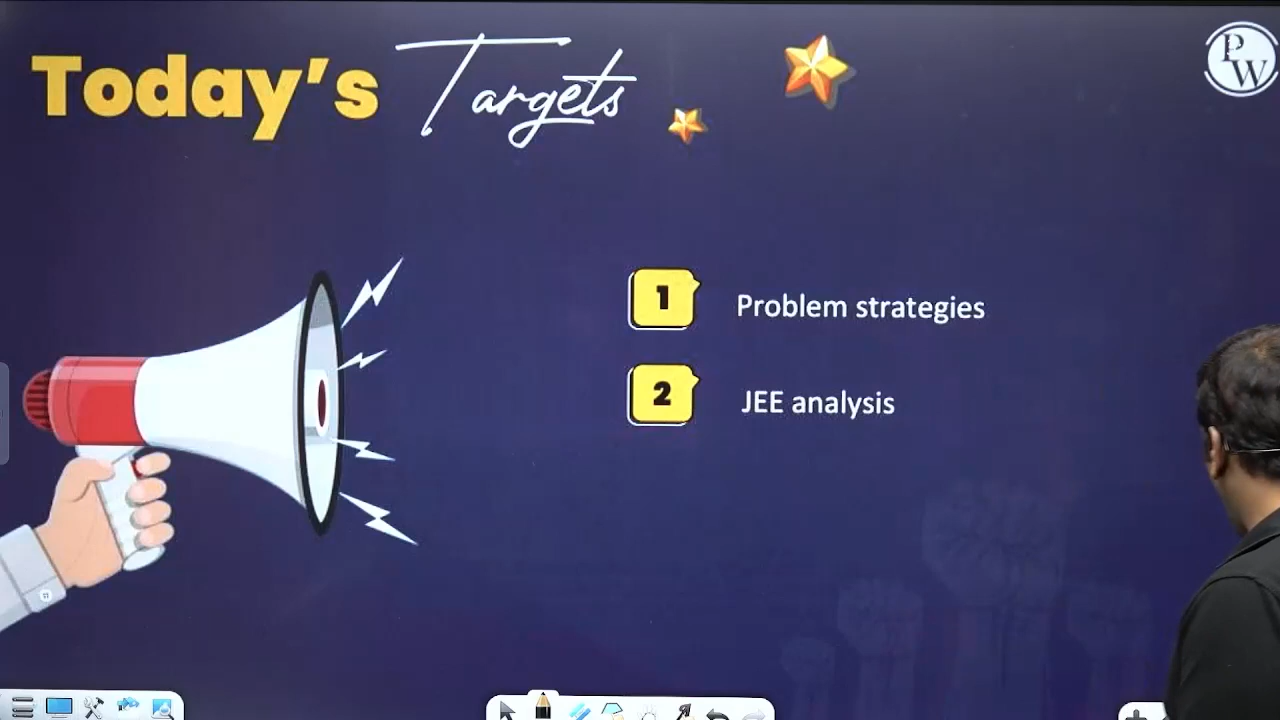 Today's Targets
PW
1 Problem strategies
2 JEE analysis